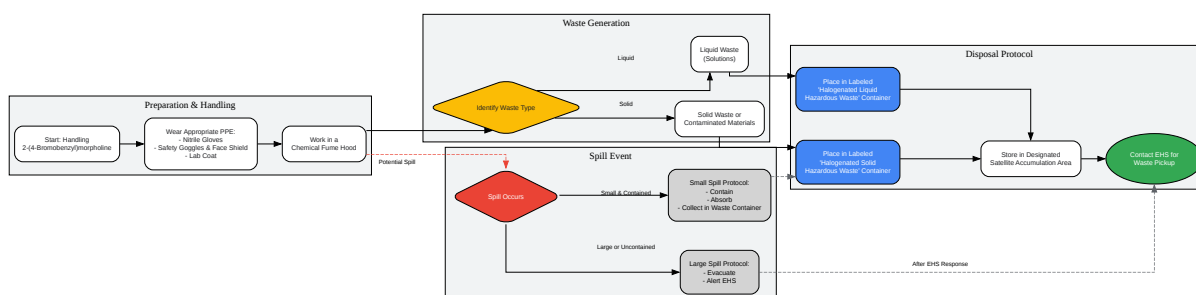 Preparation & Handling
Start: Handling
2-(4-Bromobenzyl)morpholine
Wear Appropriate PPE:
- Nitrile Gloves
- Safety Goggles & Face Shield
- Lab Coat
Work in a
Chemical Fume Hood
Potential Spill
Waste Generation
Identify Waste Type
Liquid
Solid
Liquid Waste
(Solutions)
Solid Waste or
Contaminated Materials
Spill Event
Spill Occurs
Small & Contained
Large or Uncontained
Small Spill Protocol:
- Contain
- Absorb
- Collect in Waste Container
Large Spill Protocol:
- Evacuate
- Alert EHS
After EHS Response
Disposal Protocol
Place in Labeled
'Halogenated Liquid
Hazardous Waste' Container
Place in Labeled
'Halogenated Solid
Hazardous Waste' Container
Store in Designated
Satellite Accumulation Area
Contact EHS for
Waste Pickup